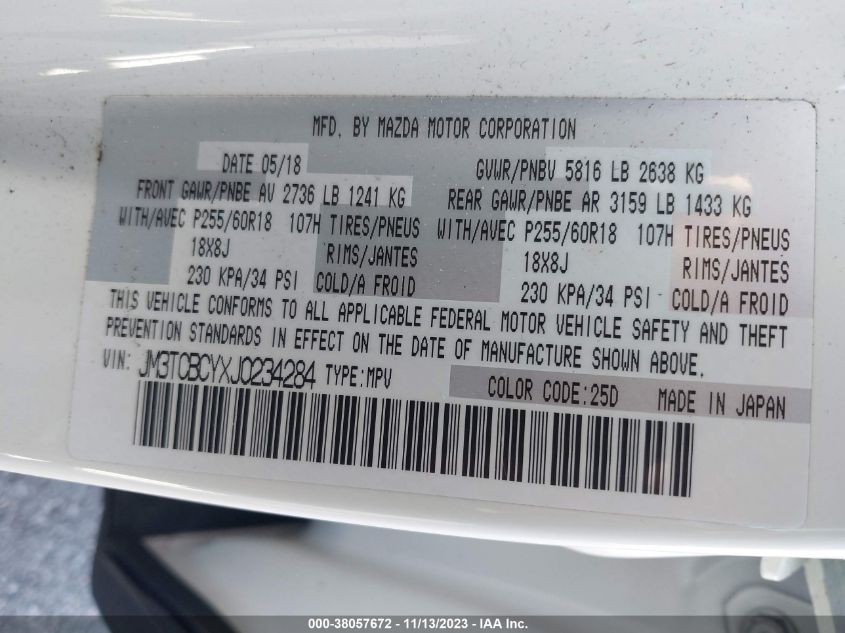 MFD. BY MAZDA MOTOR CORPORATION
DATE 05/18 GVWR/PNBV 5816 LB 2638 KG
FRONT GAWR/PNBE AV 2736 LB 1241 KG REAR GAWR/PNBE AR 3159 LB 1433 KG
WITH/AVEC P255/60R18 107H TIRES/PNEUS WITH/AVEC P255/60R18 107H TIRES/PNEUS
18X8J RIMS/JANTES 18X8J RIMS/JANTES
230 KPA/34 PSI COLD/A FROID 230 KPA/34 PSI COLD/A FROID
THIS VEHICLE CONFORMS TO ALL APPLICABLE FEDERAL MOTOR VEHICLE SAFETY AND THEFT
PREVENTION STANDARDS IN EFFECT ON THE DATE OF MANUFACTURE SHOWN ABOVE.
VIN: JM3TCBCYXJ0234284 TYPE:MPV
COLOR CODE:25D MADE IN JAPAN
000-38057672 - 11/13/2023 - IAA Inc.